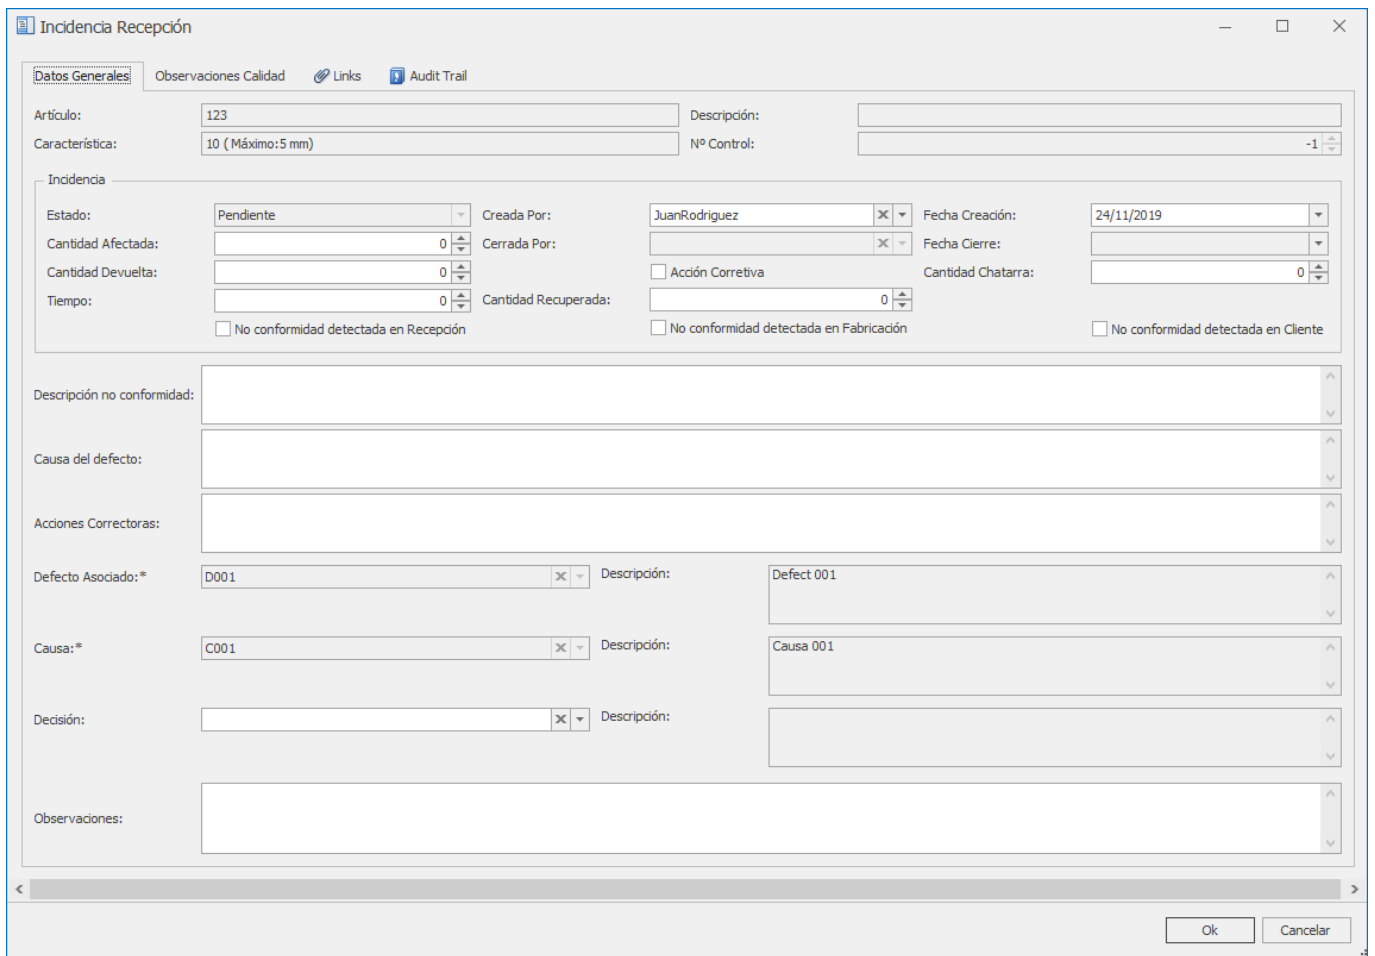 Incidencia Recepción
Datos Generales Observaciones Calidad Links Audit Trail
Artículo: 123 Descripción:
Característica: 10 ( Máximo:5 mm) Nº Control: -1
Incidencia
Estado: Pendiente Creada Por: JuanRodriguez Fecha Creación: 24/11/2019
Cantidad Afectada: 0 Cerrada Por: Fecha Cierre:
Cantidad Devuelta: 0 Acción Corretiva Cantidad Chatarra: 0
Tiempo: 0 Cantidad Recuperada: 0
No conformidad detectada en Recepción No conformidad detectada en Fabricación No conformidad detectada en Cliente
Descripción no conformidad:
Causa del defecto:
Acciones Correctoras:
Defecto Asociado:* D001 Descripción: Defect 001
Causa:* C001 Descripción: Causa 001
Decisión: Descripción:
Observaciones:
Ok Cancelar